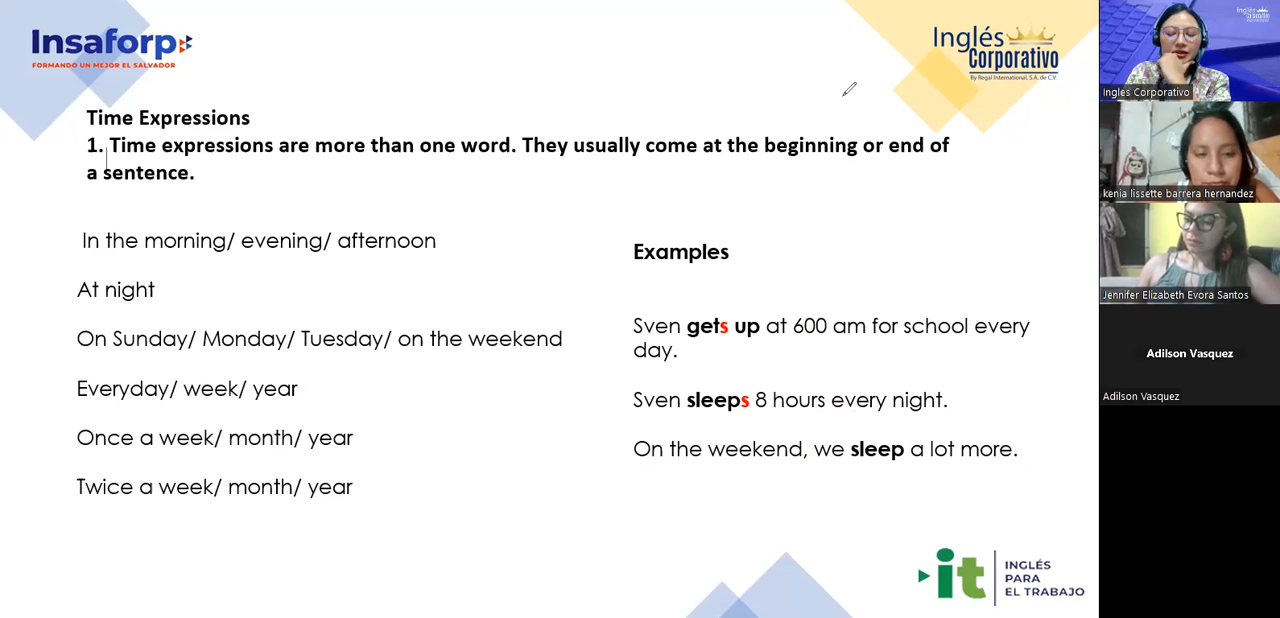 Insaforp
FORMANDO UN MEJOR EL SALVADOR
Inglés
Corporativo
By Regal International, S.A. de C.V.
Time Expressions
1. Time expressions are more than one word. They usually come at the beginning or end of
a sentence.
In the morning/ evening/ afternoon
At night
On Sunday/ Monday/ Tuesday/ on the weekend
Everyday/ week/ year
Once a week/ month/ year
Twice a week/ month/ year
Examples
Sven gets up at 600 am for school every
day.
Sven sleeps 8 hours every night.
On the weekend, we sleep a lot more.
it
INGLÉS
PARA
EL TRABAJO
Inglés
Corporativo
Ingles Corporativo
kenia lissette barrera hernandez
Jennifer Elizabeth Evora Santos
Adilson Vasquez
Adilson Vasquez